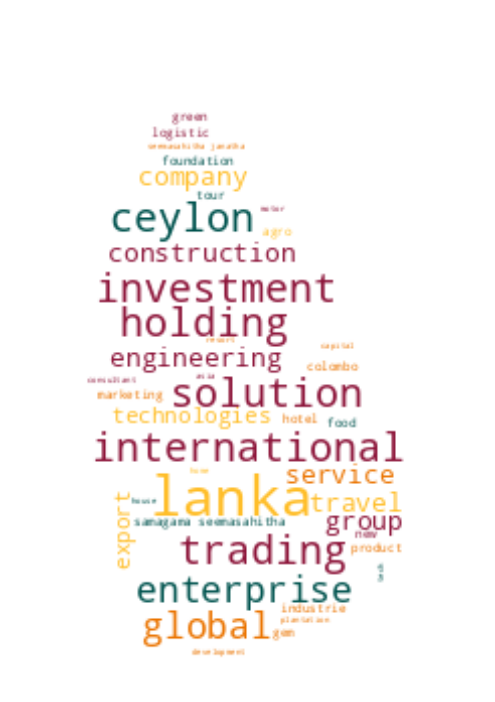 green
logistic
seemasahitha janatha
foundation
company
tour
ceylon
motor
agro
construction
investment
holding
resort
capital
engineering
colombo
consultant
asia
marketing
solution
technologies
hotel
food
international
home
service
lanka
house
travel
export
samagama seemasahitha
group
new
trading
product
enterprise
industrie
plantation
global
gem
development